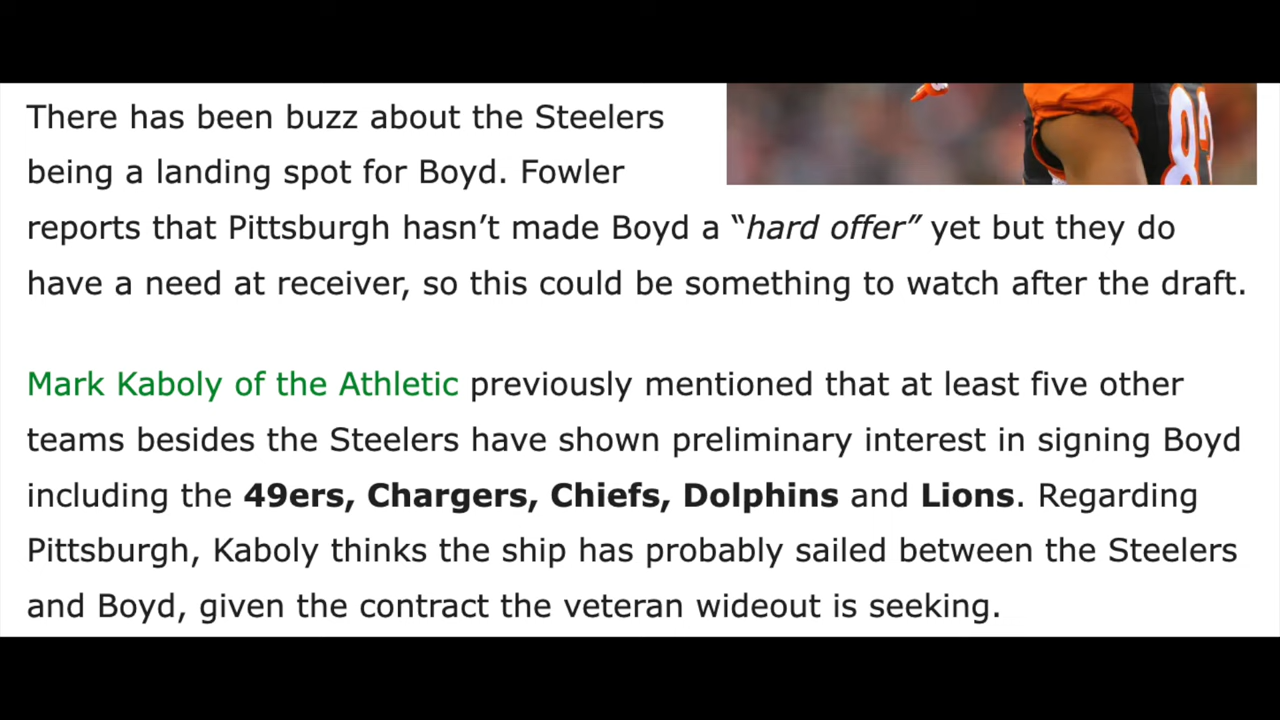 There has been buzz about the Steelers
being a landing spot for Boyd. Fowler
reports that Pittsburgh hasn’t made Boyd a “hard offer” yet but they do
have a need at receiver, so this could be something to watch after the draft.
Mark Kaboly of the Athletic previously mentioned that at least five other
teams besides the Steelers have shown preliminary interest in signing Boyd
including the 49ers, Chargers, Chiefs, Dolphins and Lions. Regarding
Pittsburgh, Kaboly thinks the ship has probably sailed between the Steelers
and Boyd, given the contract the veteran wideout is seeking.